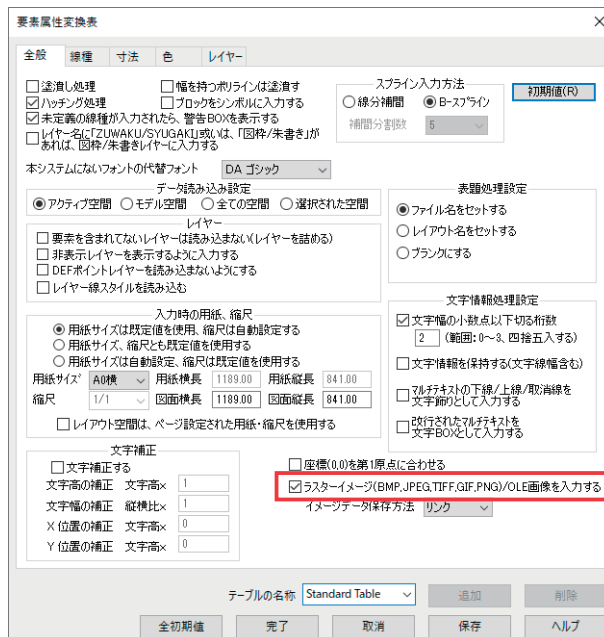 要素属性変換表
全般 線種 寸法 色 レイヤー
塗潰し処理
幅を持つポリラインは塗潰す
ハッチング処理
ブロックをシンボルに入力する
未定義の線種が入力されたら、警告BOXを表示する
レイヤー名に「ZUWAKU/SYUGAKI」或いは、「図枠/朱書き」が
あれば、図枠/朱書きレイヤーに入力する
スプライン入力方法
線分補間 B-スプライン
補間分割数 5
初期値(R)
本システムにないフォントの代替フォント DA ゴシック
データ読み込み設定
アクティブ空間 モデル空間 全ての空間 選択された空間
レイヤー
要素を含まれてないレイヤーは読み込まない(レイヤーを詰める)
非表示レイヤーを表示するように入力する
DEFポイントレイヤーを読み込まないようにする
レイヤー線スタイルを読み込む
表題処理設定
ファイル名をセットする
レイアウト名をセットする
ブランクにする
入力時の用紙、縮尺
用紙サイズは既定値を使用、縮尺は自動設定する
用紙サイズ、縮尺とも既定値を使用する
用紙サイズは自動設定、縮尺は既定値を使用する
用紙サイズ A0横 用紙横長 1189.00 用紙縦長 841.00
縮尺 1/1 図面横長 1189.00 図面縦長 841.00
レイアウト空間は、ページ設定された用紙・縮尺を使用する
文字情報処理設定
文字幅の小数点以下切る桁数
2 (範囲:0~3、四捨五入する)
文字情報を保持する(文字線幅含む)
マルチテキストの下線/上線/取消線を
文字飾りとして入力する
改行されたマルチテキストを
文字BOXとして入力する
文字補正
文字補正する
文字高の補正 文字高× 1
文字幅の補正 縦横比× 1
X 位置の補正 文字高× 0
Y 位置の補正 文字高× 0
座標(0,0)を第1原点に合わせる
ラスターイメージ(BMP,JPEG,TIFF,GIF,PNG)/OLE画像を入力する
イメージデータ保存方法 リンク
テーブルの名称 Standard Table 追加 削除
全初期値 完了 取消 保存 ヘルプ